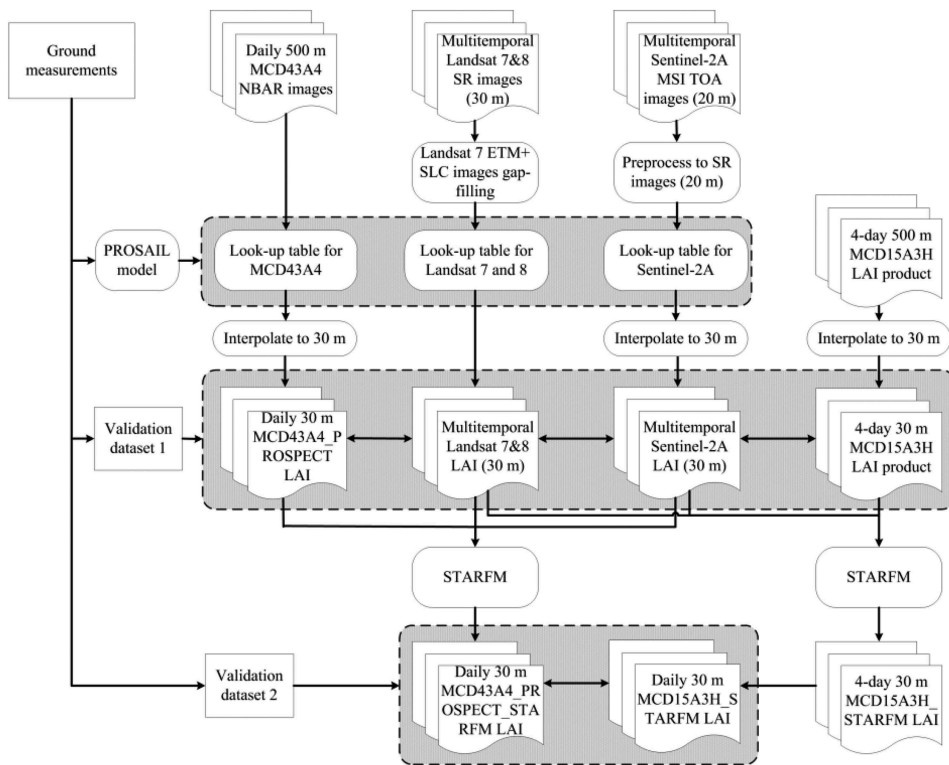 Ground
measurements
Daily 500 m
MCD43A4
NBAR images
Multitemporal
Landsat 7&8
SR images
(30 m)
Multitemporal
Sentinel-2A
MSI TOA
images (20 m)
Landsat 7 ETM+
SLC images gap-
filling
Preprocess to SR
images (20 m)
PROSAIL
model
Look-up table for
MCD43A4
Look-up table for
Landsat 7 and 8
Look-up table for
Sentinel-2A
4-day 500 m
MCD15A3H
LAI product
Interpolate to 30 m
Interpolate to 30 m
Interpolate to 30 m
Validation
dataset 1
Daily 30 m
MCD43A4_P
ROSPECT
LAI
Multitemporal
Landsat 7&8
LAI (30 m)
Multitemporal
Sentinel-2A
LAI (30 m)
4-day 30 m
MCD15A3H
LAI product
STARFM
STARFM
Validation
dataset 2
Daily 30 m
MCD43A4_PR
OSPECT_STA
RFM LAI
Daily 30 m
MCD15A3H_S
TARFM LAI
4-day 30 m
MCD15A3H_
STARFM LAI